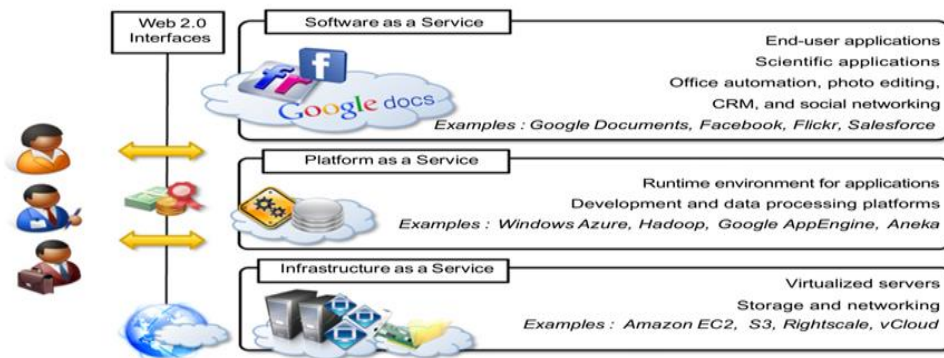 Web 2.0
Interfaces
Software as a Service
End-user applications
Scientific applications
Office automation, photo editing,
CRM, and social networking
Examples : Google Documents, Facebook, Flickr, Salesforce
f
fr
Google docs
Platform as a Service
Runtime environment for applications
Development and data processing platforms
Examples : Windows Azure, Hadoop, Google AppEngine, Aneka
Infrastructure as a Service
Virtualized servers
Storage and networking
Examples : Amazon EC2, S3, Rightscale, vCloud